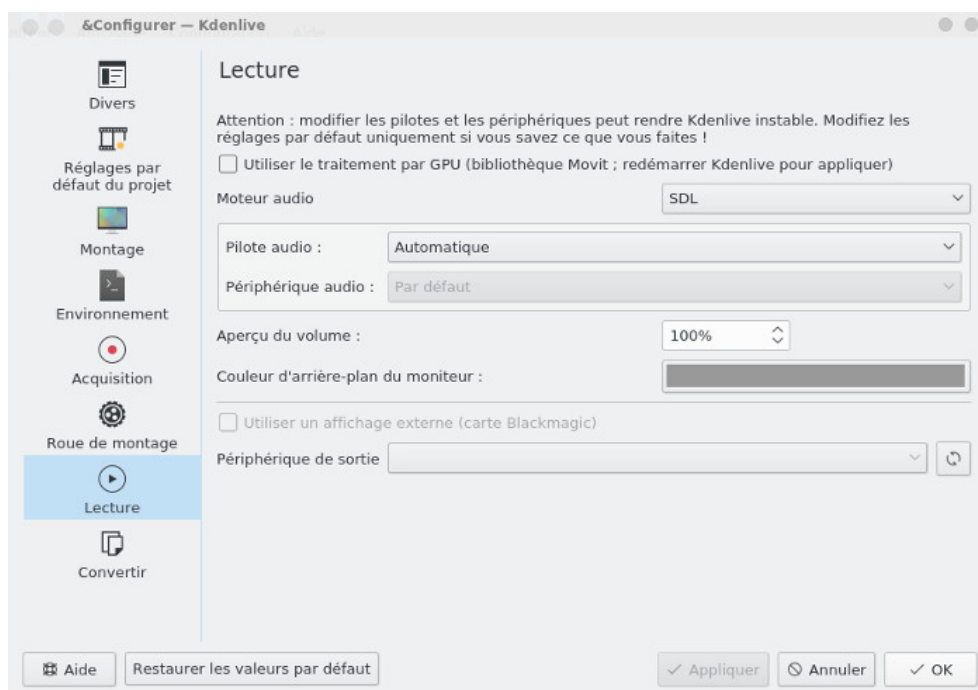 &Configurer — Kdenlive
Divers
Réglages par
défaut du projet
Montage
Environnement
Acquisition
Roue de montage
Lecture
Convertir
Lecture
Attention : modifier les pilotes et les périphériques peut rendre Kdenlive instable. Modifiez les
réglages par défaut uniquement si vous savez ce que vous faites !
Utiliser le traitement par GPU (bibliothèque Movit ; redémarrer Kdenlive pour appliquer)
Moteur audio SDL
Pilote audio : Automatique
Périphérique audio : Par défaut
Aperçu du volume : 100%
Couleur d'arrière-plan du moniteur :
Utiliser un affichage externe (carte Blackmagic)
Périphérique de sortie
Aide Restaurer les valeurs par défaut Appliquer Annuler OK